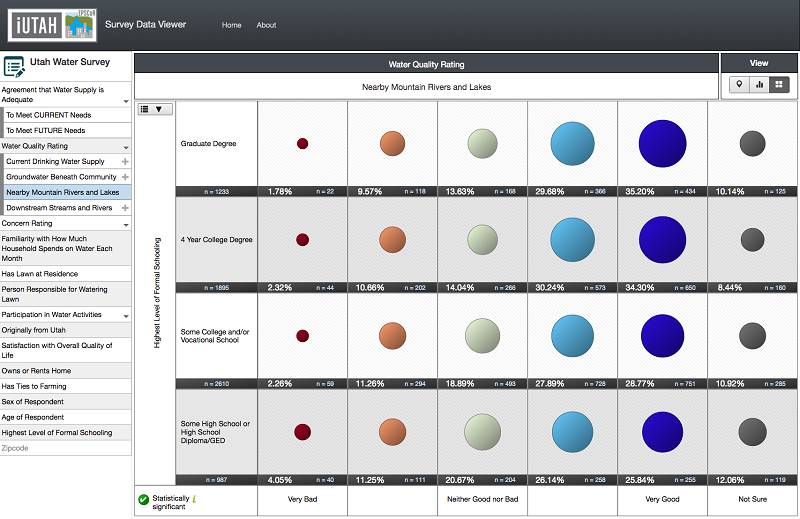 iUTAH
EPSCoR
Survey Data Viewer
Home
About
Utah Water Survey
Agreement that Water Supply is
Adequate
To Meet CURRENT Needs
To Meet FUTURE Needs
Water Quality Rating
Current Drinking Water Supply
Groundwater Beneath Community
Nearby Mountain Rivers and Lakes
Downstream Streams and Rivers
Concern Rating
Familiarity with How Much
Household Spends on Water Each
Month
Has Lawn at Residence
Person Responsible for Watering
Lawn
Participation in Water Activities
Originally from Utah
Satisfaction with Overall Quality of
Life
Owns or Rents Home
Has Ties to Farming
Sex of Respondent
Age of Respondent
Highest Level of Formal Schooling
Zipcode
Water Quality Rating
View
Nearby Mountain Rivers and Lakes
Highest Level of Formal Schooling
Graduate Degree
n = 1233
1.78% n = 22
9.57% n = 118
13.63% n = 168
29.68% n = 366
35.20% n = 434
10.14% n = 125
4 Year College Degree
n = 1895
2.32% n = 44
10.66% n = 202
14.04% n = 266
30.24% n = 573
34.30% n = 650
8.44% n = 160
Some College and/or
Vocational School
n = 2610
2.26% n = 59
11.26% n = 294
18.89% n = 493
27.89% n = 728
28.77% n = 751
10.92% n = 285
Some High School or
High School
Diploma/GED
n = 987
4.05% n = 40
11.25% n = 111
20.67% n = 204
26.14% n = 258
25.84% n = 255
12.06% n = 119
Statistically i
significant
Very Bad
Neither Good nor Bad
Very Good
Not Sure